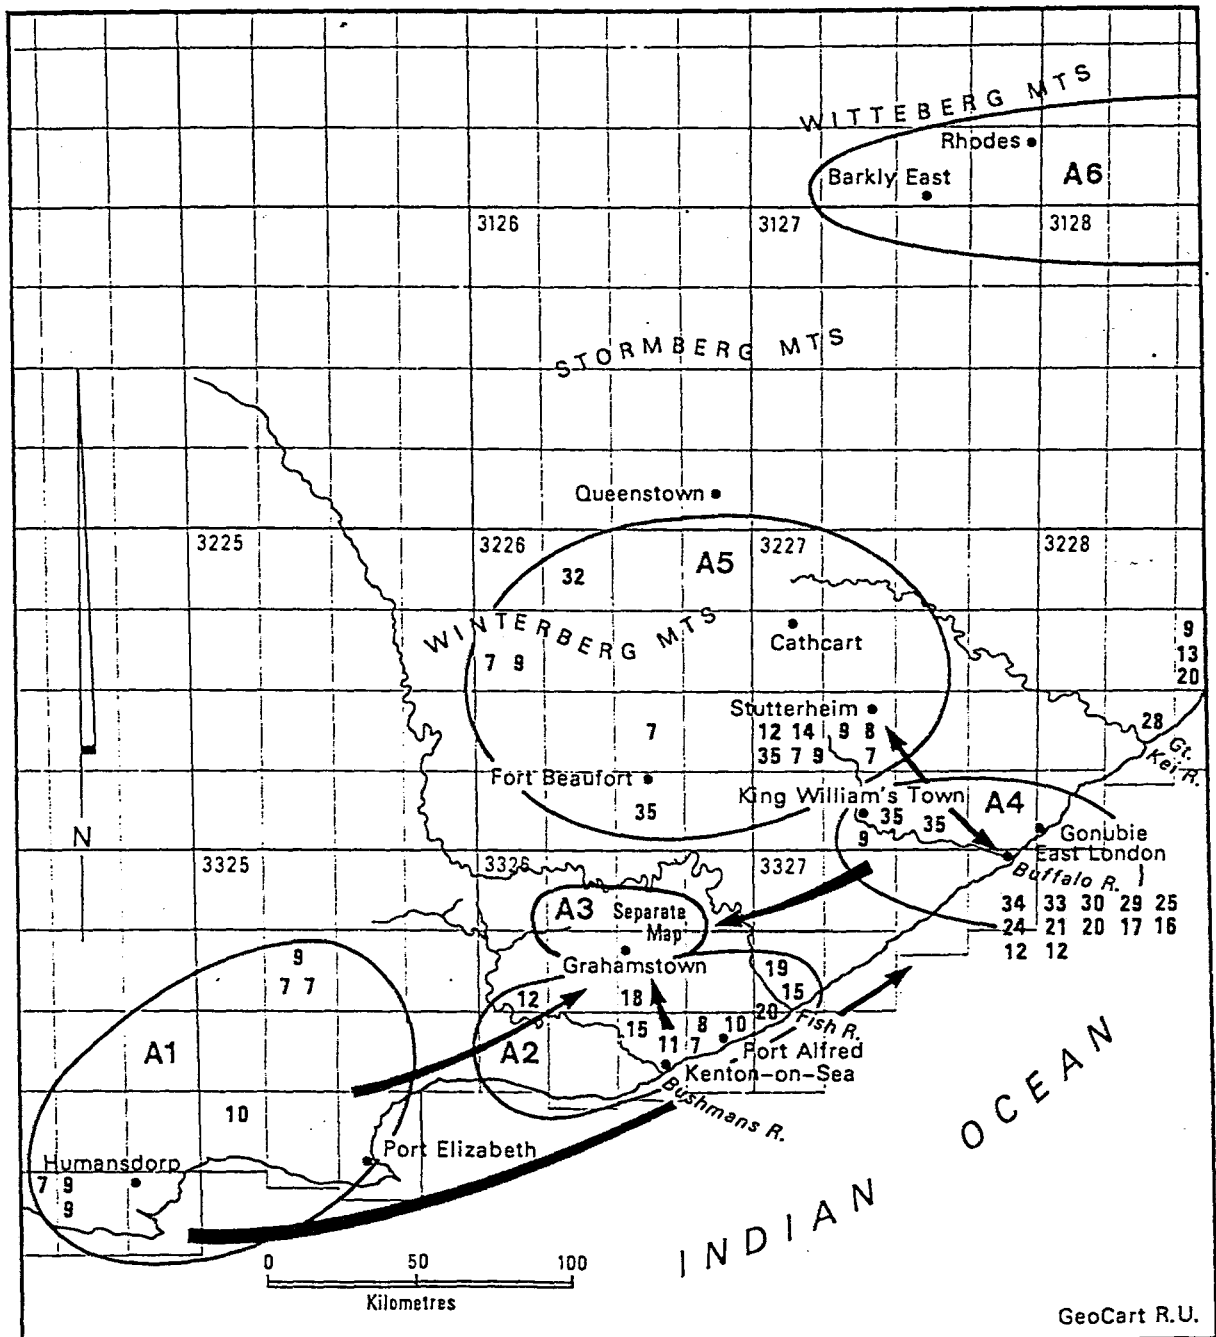 WITTEBERG MTS
Rhodes
Barkly East
A6
3126
3127
3128
STORMBERG MTS
Queenstown
3225
3226
3227
3228
A5
32
WINTERBERG MTS
Cathcart
7 9
9
13
20
Stutterheim
7
12 14 9 8
35 7 9 7
28
Gt.
Kei R.
Fort Beaufort
35
King William's Town
A4
35 35
9
Gonubie
East London
Buffalo R.
N
3325
3326
3327
34 33 30 29 25
24 21 20 17 16
12 12
A3
Separate
Map
Grahamstown
9
7 7
19
15
12
18
15
11
8
7
10
20
Fish R.
A1
A2
Port Alfred
Kenton-on-Sea
Bushmans R.
10
Port Elizabeth
Humansdorp
7 9
9
INDIAN OCEAN
0 50 100
Kilometres
GeoCart R.U.